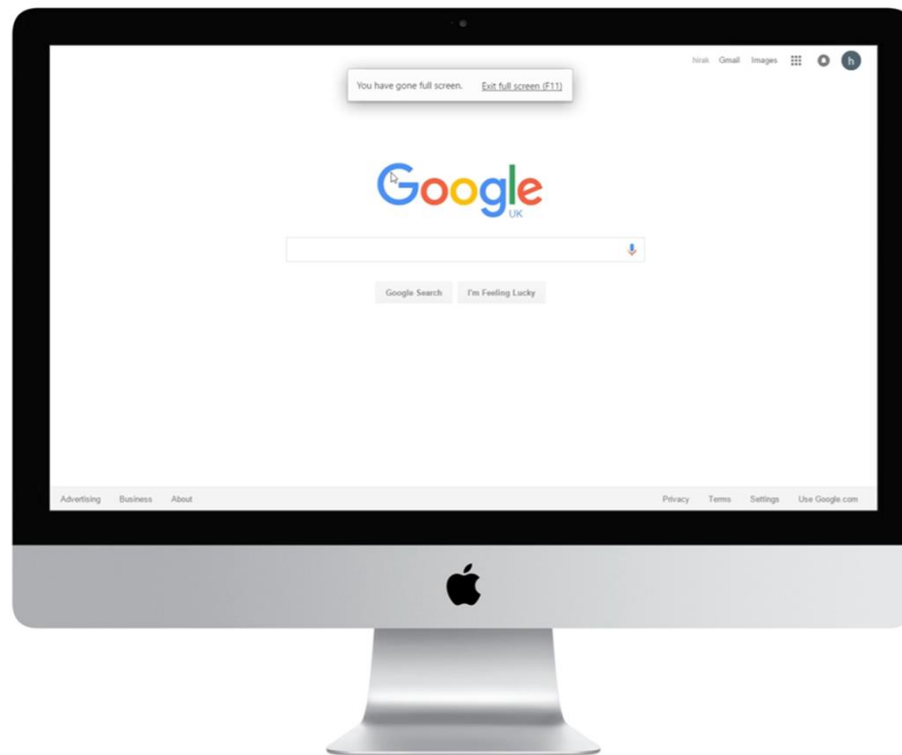 hirak Gmail Images h
You have gone full screen. Exit full screen (F11)
Google
UK
Google Search I'm Feeling Lucky
Advertising Business About Privacy Terms Settings Use Google.com